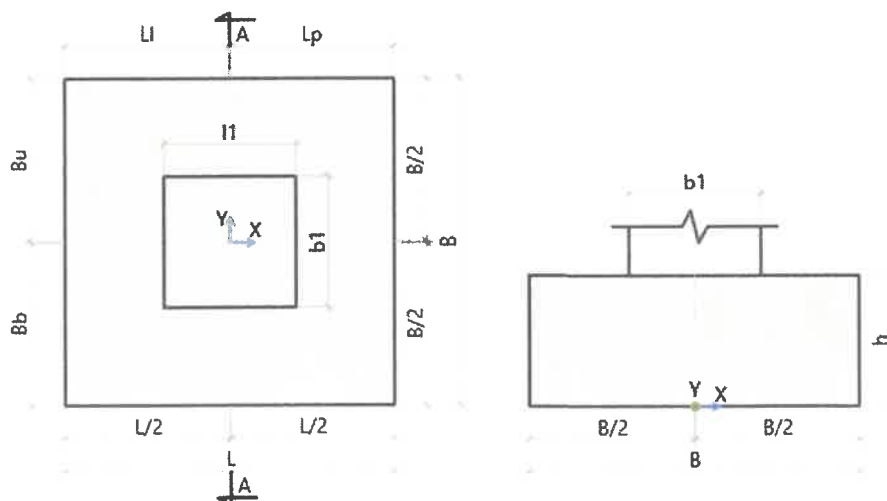 Ll A Lp
l1
Bu B/2
b1
Y X
b1 B
Y X
Bb B/2
h
L/2 L/2
B/2 B/2
L
B
A